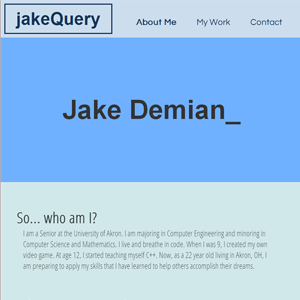 jakeQuery
About Me
My Work
Contact
Jake Demian_
So... who am I?
I am a Senior at the University of Akron. I am majoring in Computer Engineering and minoring in
Computer Science and Mathematics. I live and breathe in code. When I was 9, I created my own
video game. At age 12, I started teaching myself C++. Now, as a 22 year old living in Akron, OH, I
am preparing to apply my skills that I have learned to help others accomplish their dreams.